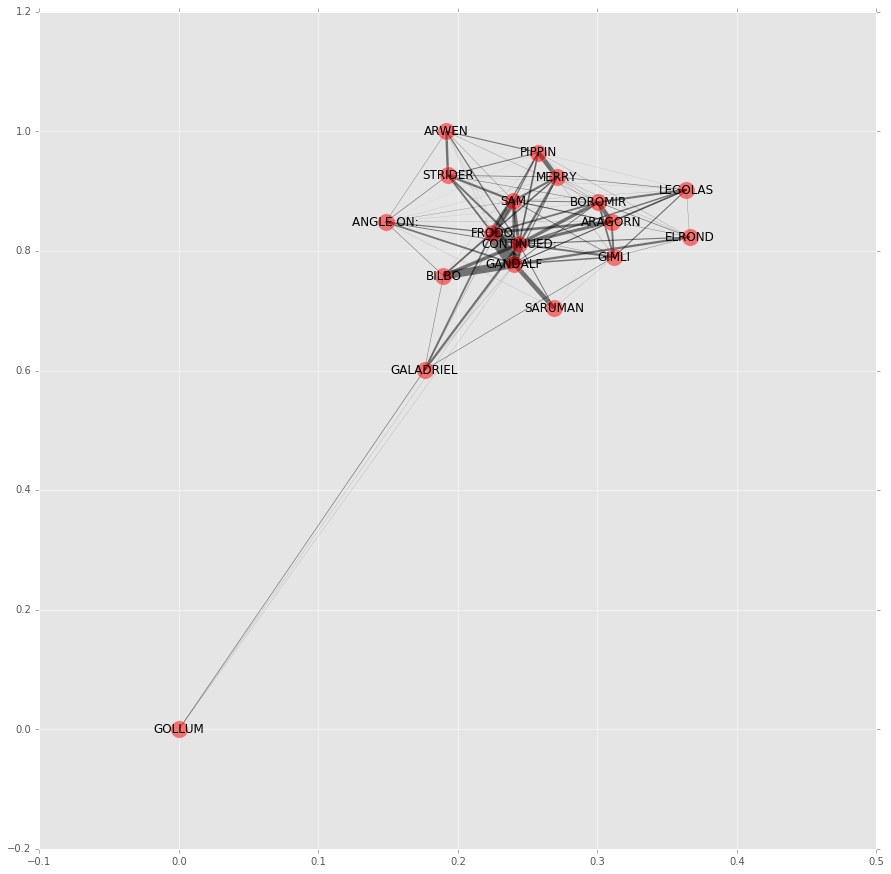 1.2
1.0
0.8
0.6
0.4
0.2
0.0
−0.2
−0.1
0.0
0.1
0.2
0.3
0.4
0.5
ARWEN
PIPPIN
STRIDER
MERRY
LEGOLAS
SAM
BOROMIR
ANGLE ON:
ARAGORN
FRODO
ELROND
CONTINUED:
GIMLI
GANDALF
BILBO
SARUMAN
GALADRIEL
GOLLUM